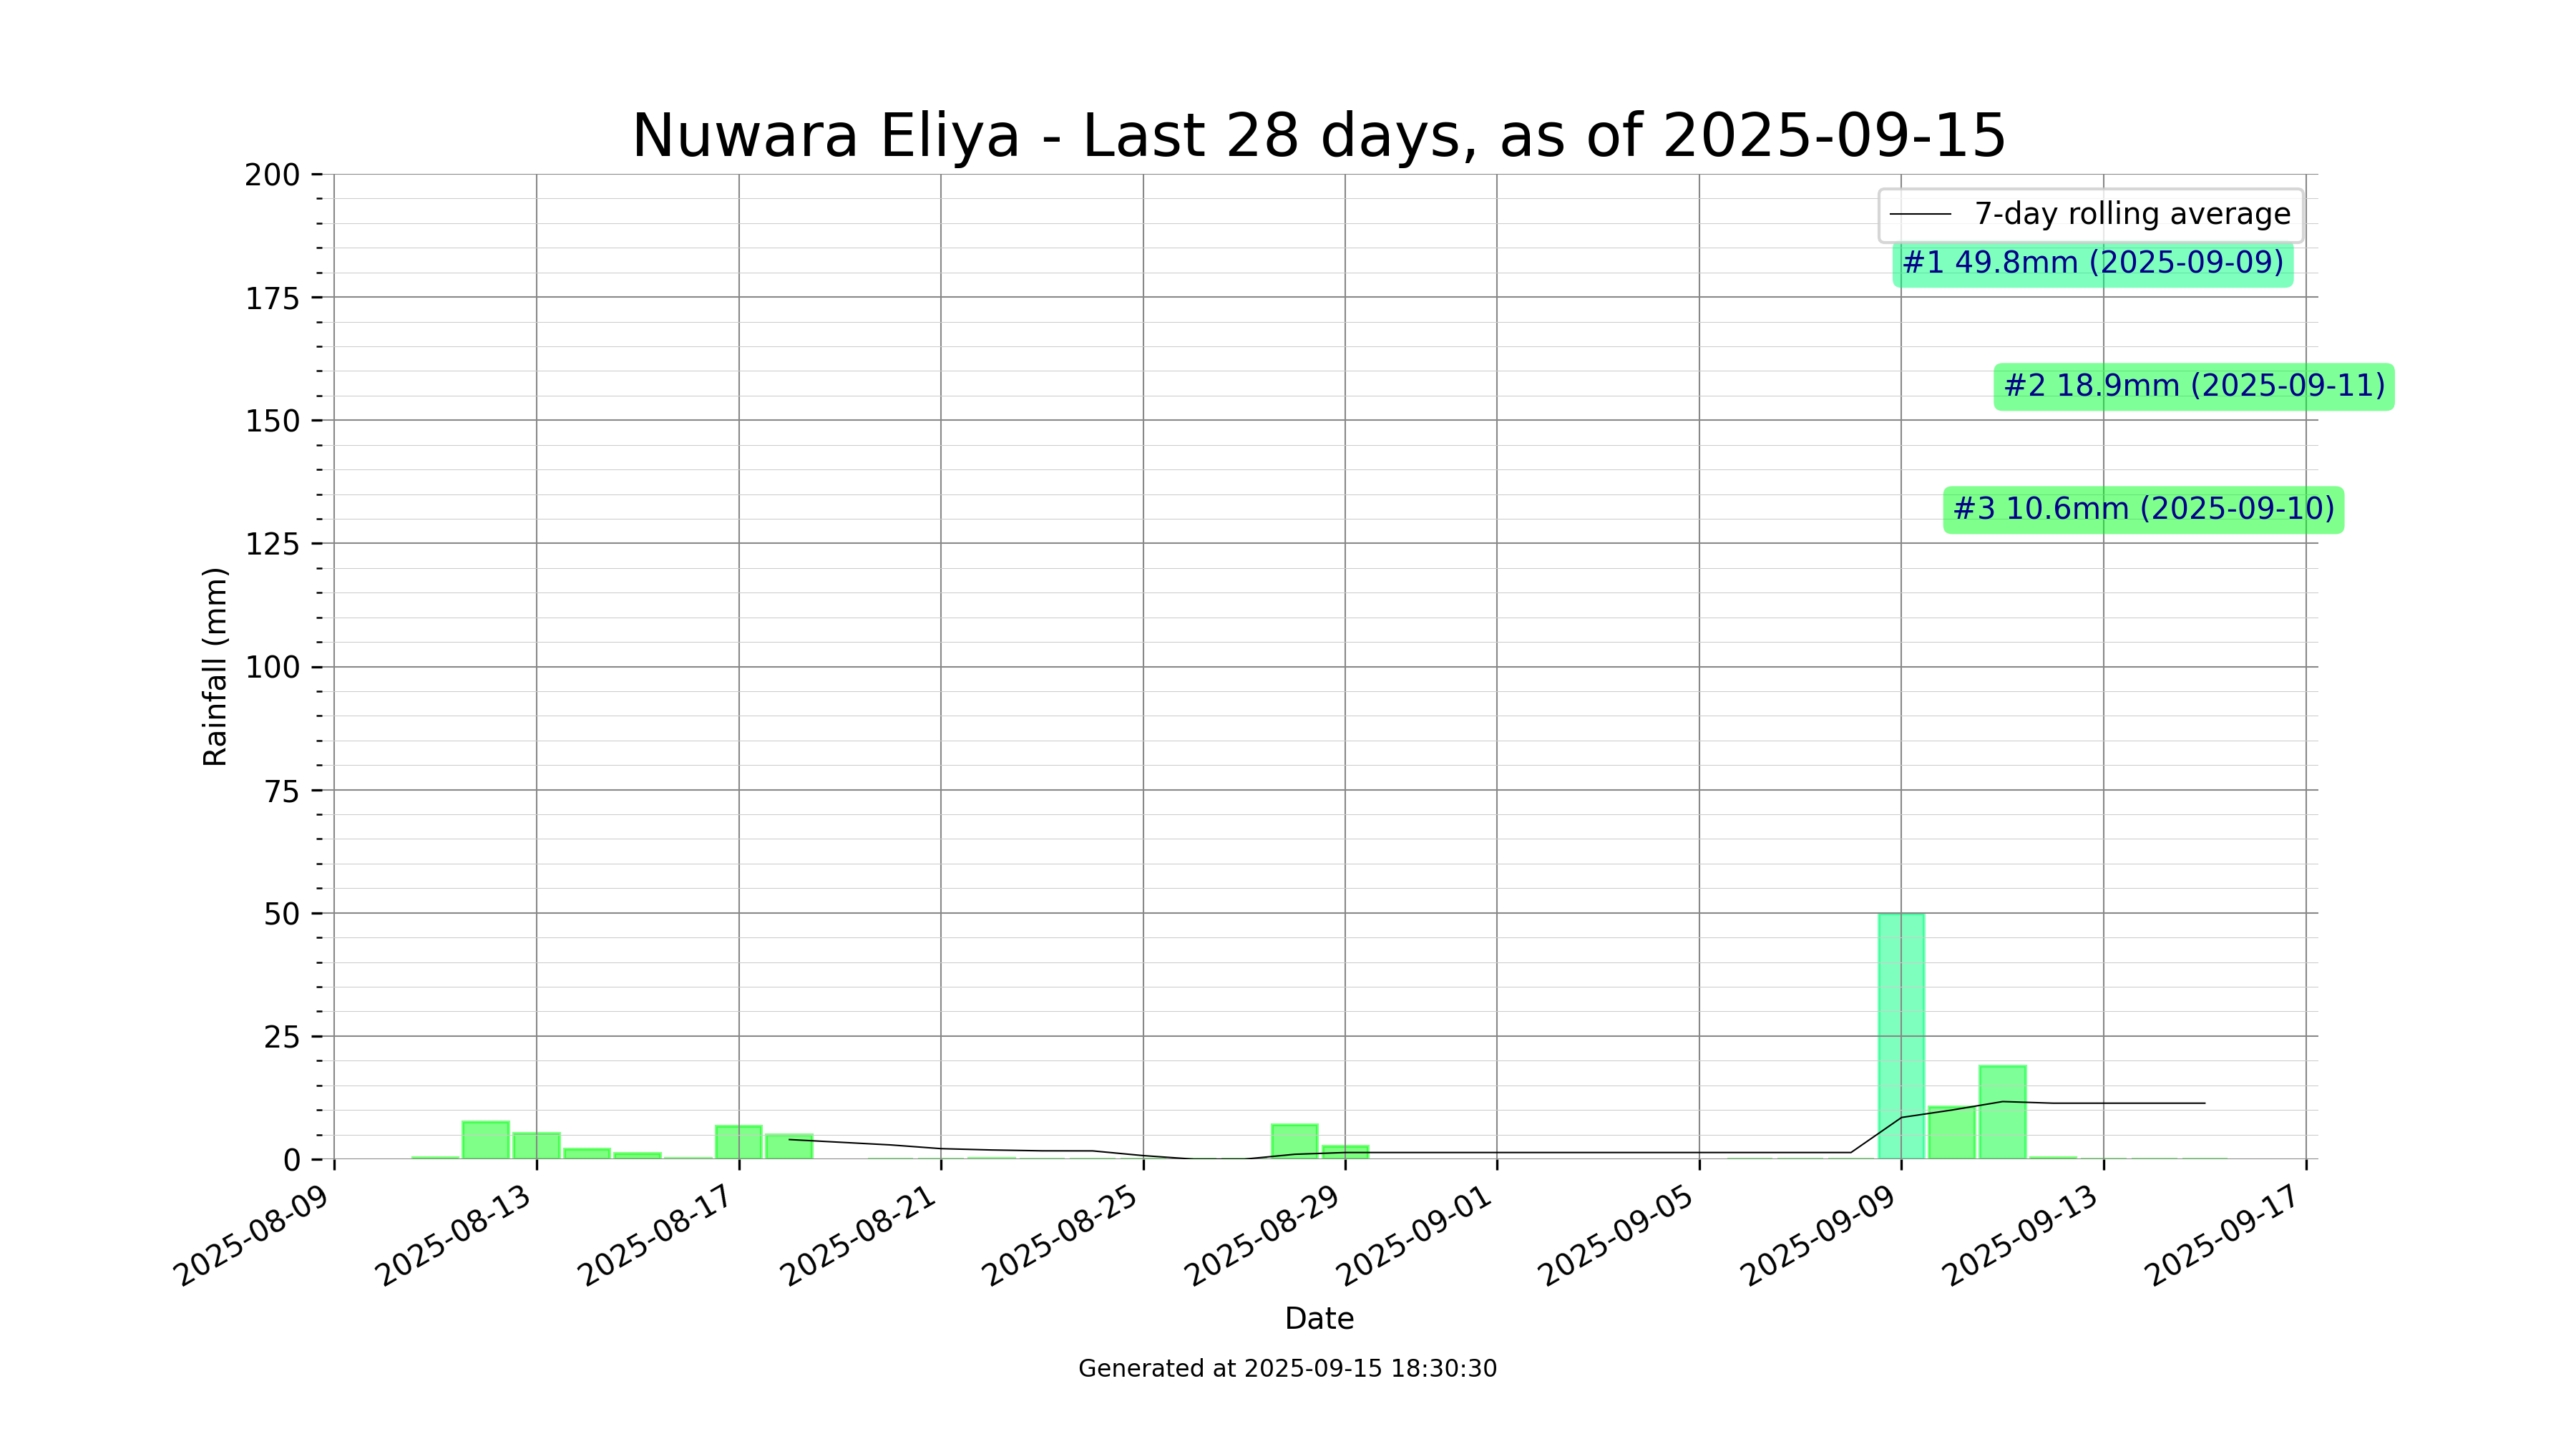 Nuwara Eliya - Last 28 days, as of 2025-09-15
200
175
150
125
100
75
50
25
0
Rainfall (mm)
7-day rolling average
#1 49.8mm (2025-09-09)
#2 18.9mm (2025-09-11)
#3 10.6mm (2025-09-10)
2025-08-09
2025-08-13
2025-08-17
2025-08-21
2025-08-25
2025-08-29
2025-09-01
2025-09-05
2025-09-09
2025-09-13
2025-09-17
Date
Generated at 2025-09-15 18:30:30